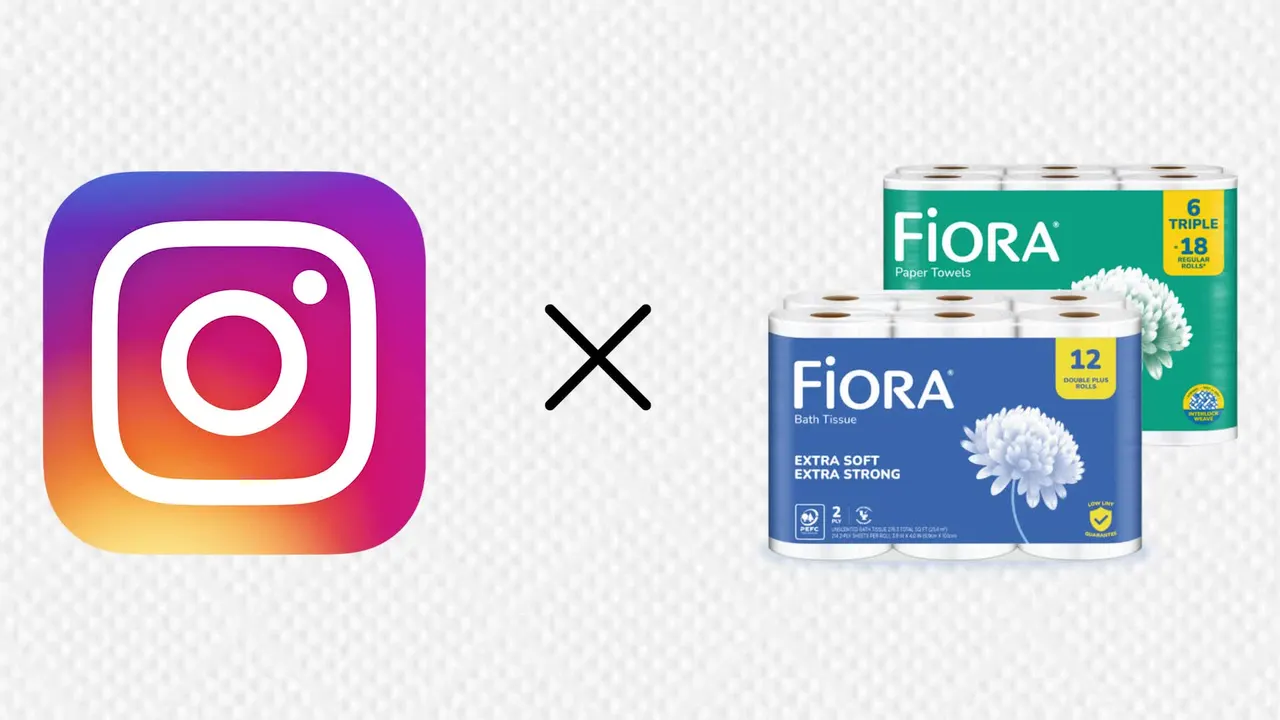 FiORA®
Paper Towels
6
TRIPLE
= 18
REGULAR
ROLLS*
INTERLOCK
WEAVE
FiORA®
Bath Tissue
12
DOUBLE PLUS
ROLLS
EXTRA SOFT
EXTRA STRONG
PEFC
2
PLY
LOW LINT
GUARANTEE